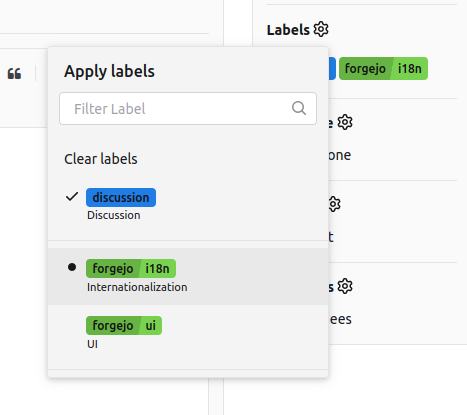 Labels
Apply labels
forgejo i18n
Filter Label
Clear labels
one
discussion
Discussion
forgejo i18n
Internationalization
ees
forgejo ui
UI